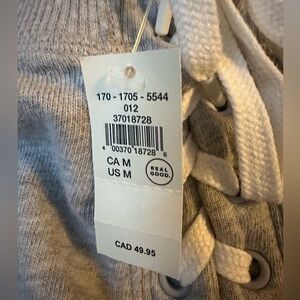 170 - 1705 - 5544
012
37018728
4 00370 18728 6
CA M
US M
REAL
GOOD.
CAD 49.95